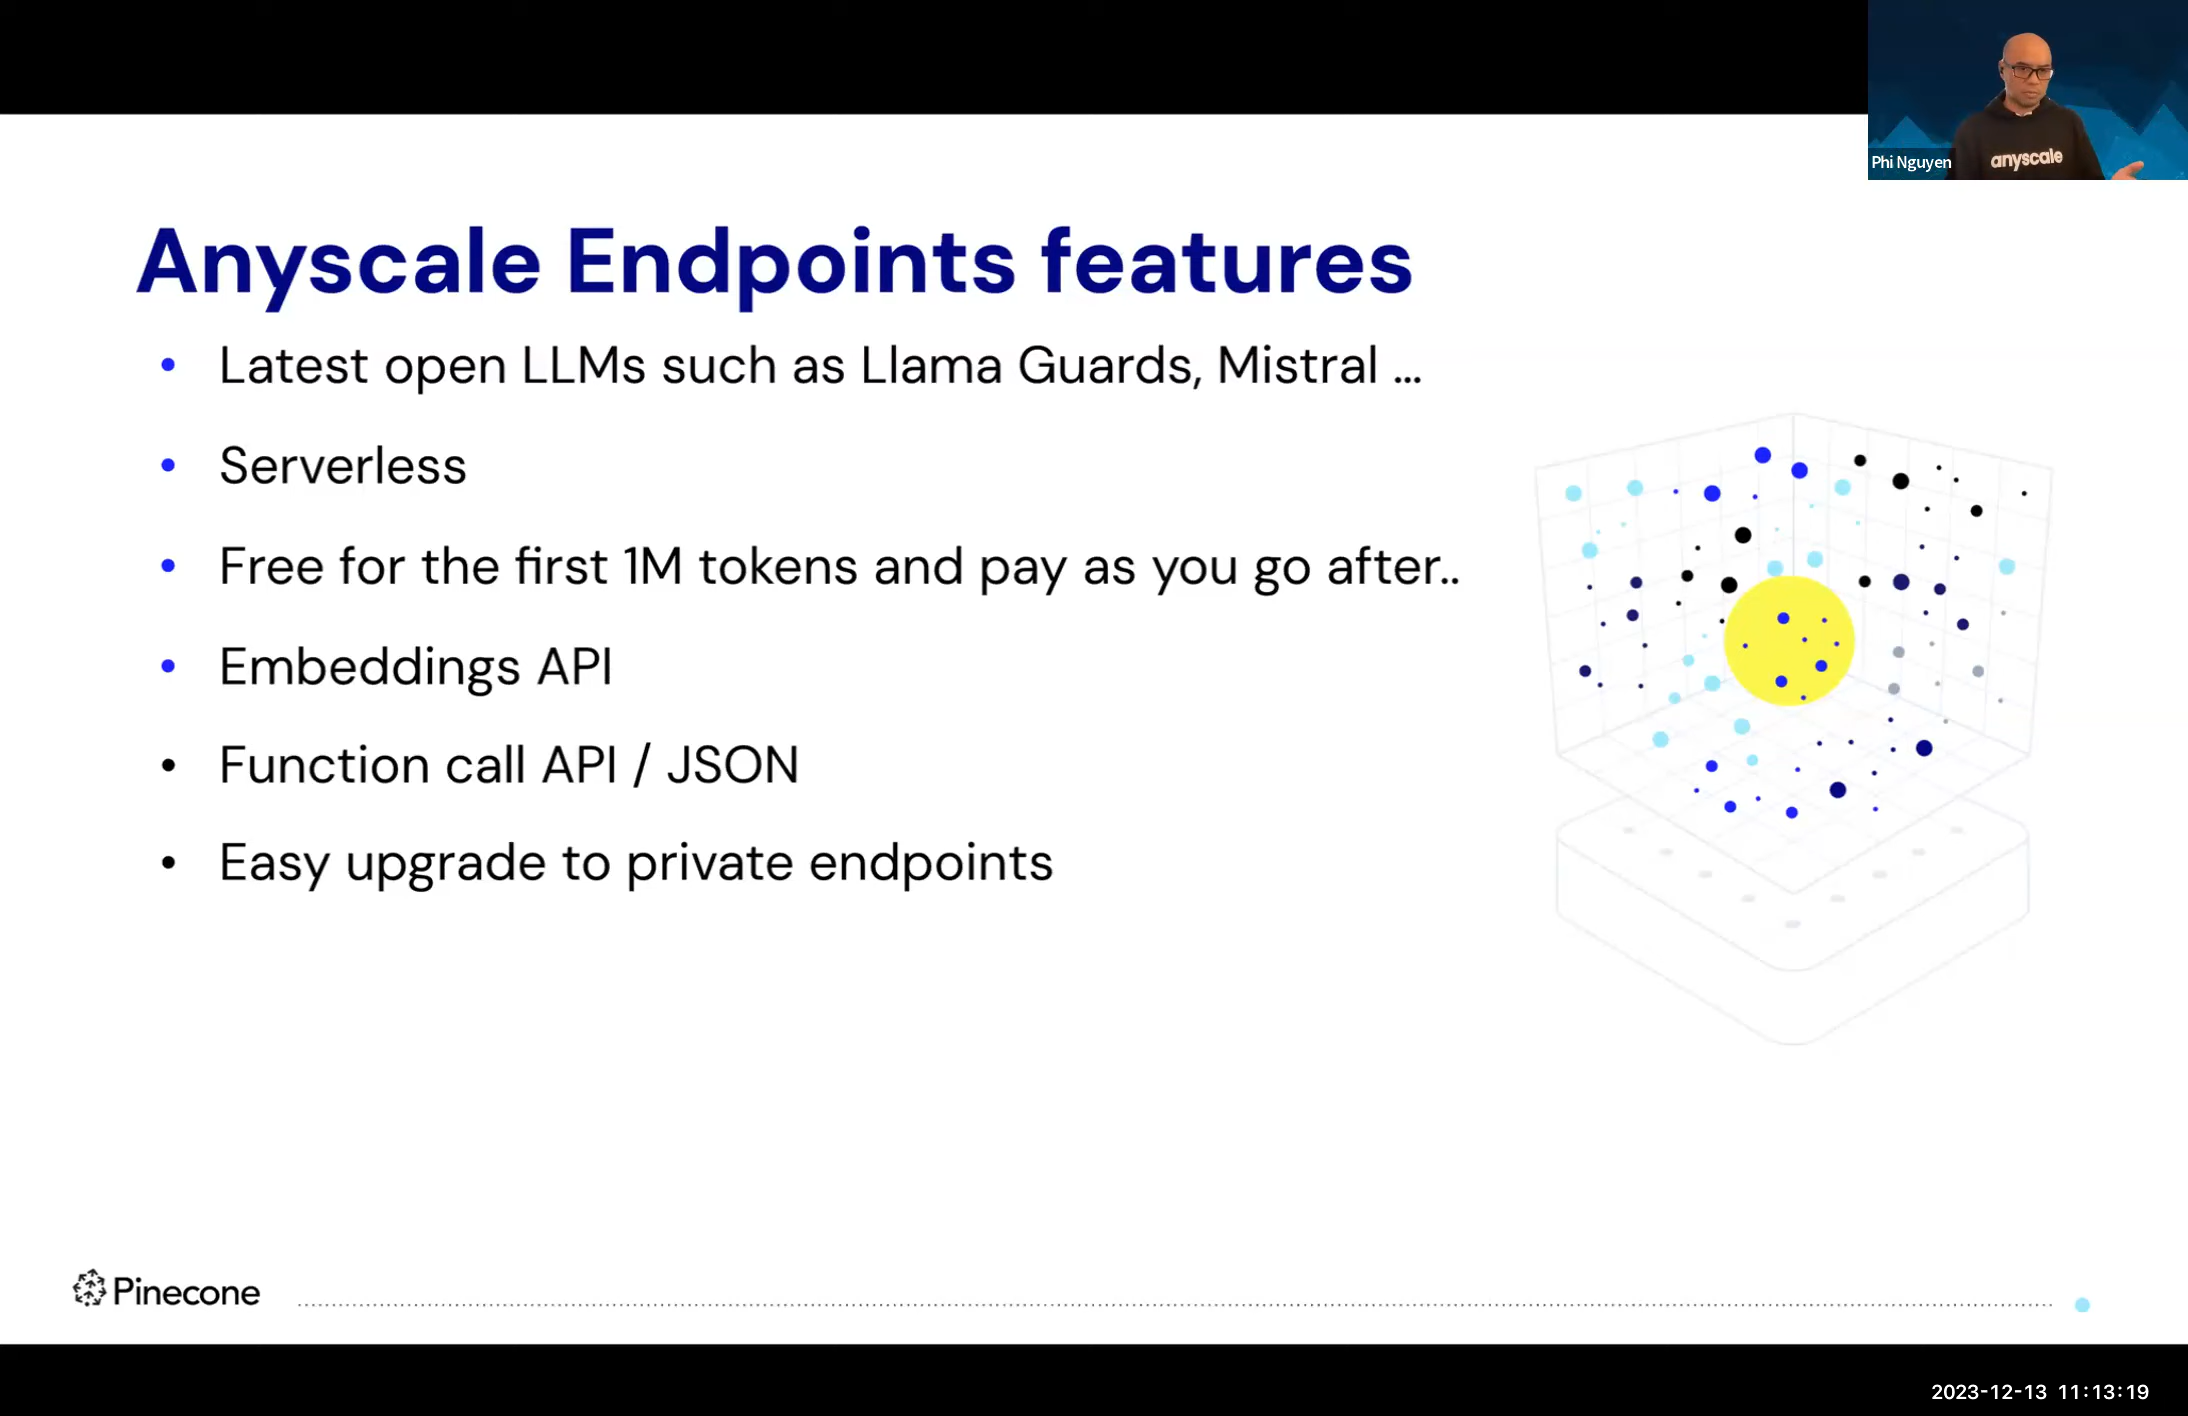 Phi Nguyen
anyscale
Anyscale Endpoints features
• Latest open LLMs such as Llama Guards, Mistral ...
• Serverless
• Free for the first 1M tokens and pay as you go after..
• Embeddings API
• Function call API / JSON
• Easy upgrade to private endpoints
Pinecone
2023-12-13 11:13:19